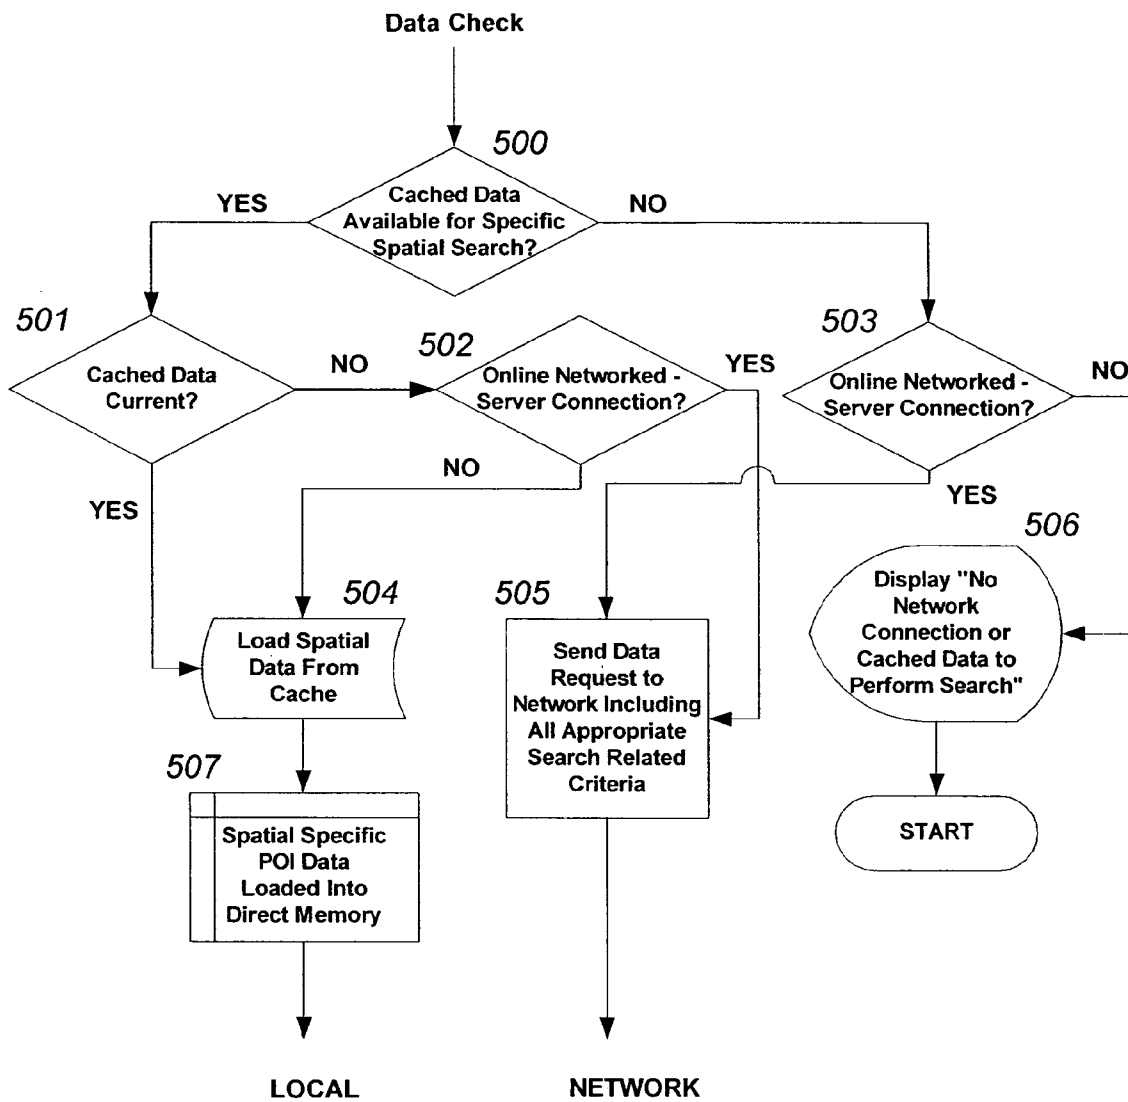 Data Check
500
Cached Data
Available for Specific
Spatial Search?
YES
NO
501
Cached Data
Current?
NO
502
Online Networked -
Server Connection?
YES
503
Online Networked -
Server Connection?
NO
YES
NO
YES
504
Load Spatial
Data From
Cache
505
Send Data
Request to
Network Including
All Appropriate
Search Related
Criteria
506
Display "No
Network
Connection or
Cached Data to
Perform Search"
507
Spatial Specific
POI Data
Loaded Into
Direct Memory
START
LOCAL
NETWORK